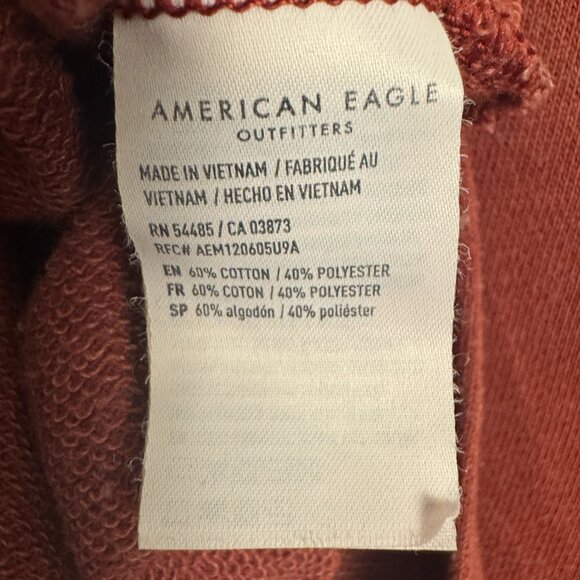 AMERICAN EAGLE
OUTFITTERS
MADE IN VIETNAM / FABRIQUÉ AU
VIETNAM / HECHO EN VIETNAM
RN 54485 / CA 03873
RFC# AEM120605U9A
EN 60% COTTON / 40% POLYESTER
FR 60% COTON / 40% POLYESTER
SP 60% algodón / 40% poliéster